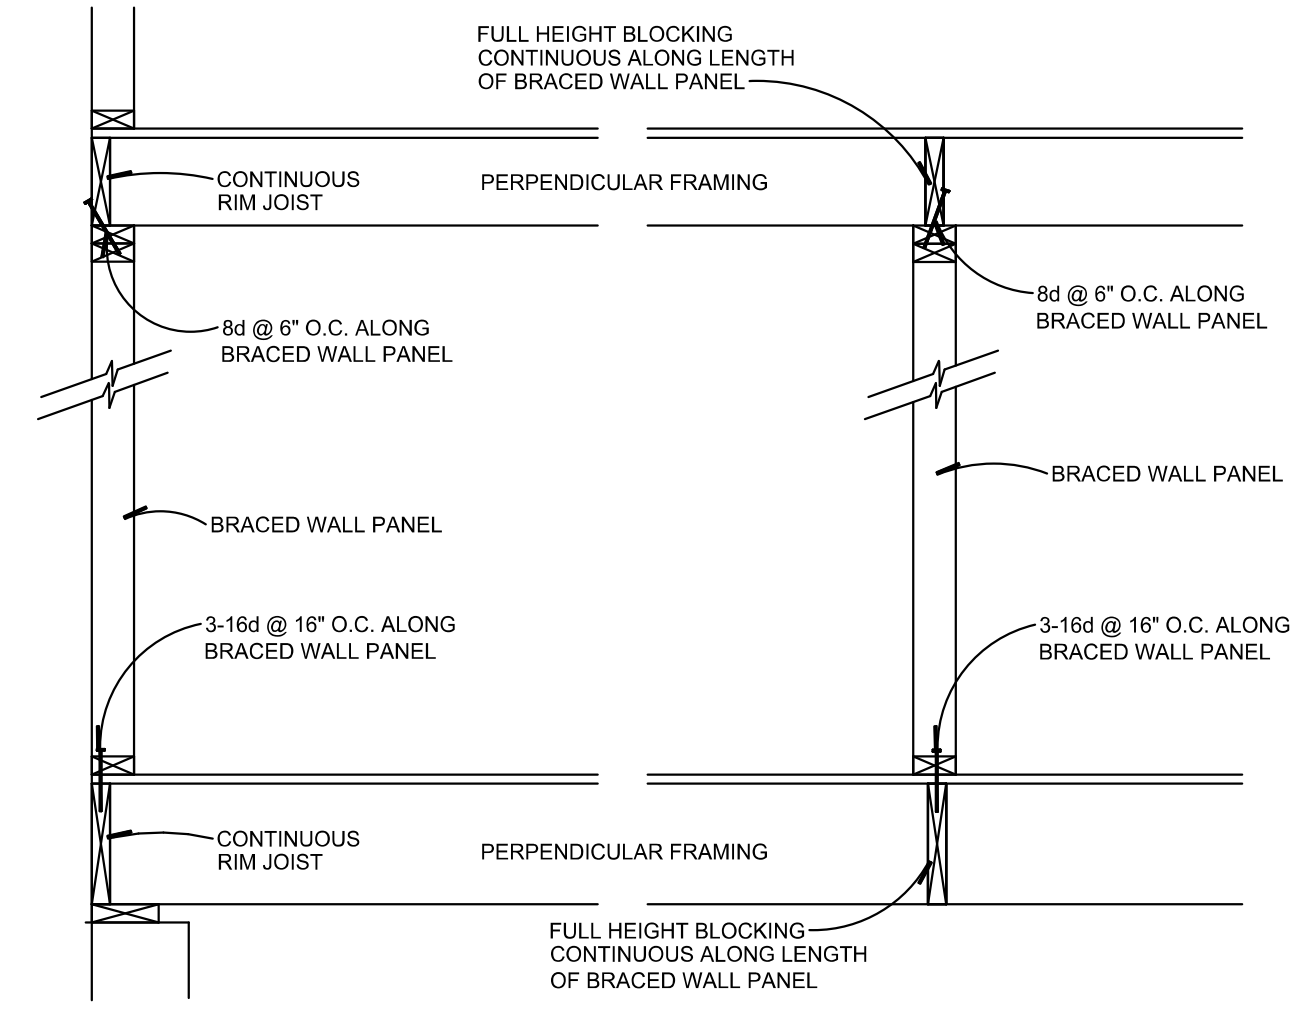 FULL HEIGHT BLOCKING
CONTINUOUS ALONG LENGTH
OF BRACED WALL PANEL
CONTINUOUS
RIM JOIST
PERPENDICULAR FRAMING
8d @ 6" O.C. ALONG
BRACED WALL PANEL
8d @ 6" O.C. ALONG
BRACED WALL PANEL
BRACED WALL PANEL
BRACED WALL PANEL
3-16d @ 16" O.C. ALONG
BRACED WALL PANEL
3-16d @ 16" O.C. ALONG
BRACED WALL PANEL
CONTINUOUS
RIM JOIST
PERPENDICULAR FRAMING
FULL HEIGHT BLOCKING
CONTINUOUS ALONG LENGTH
OF BRACED WALL PANEL